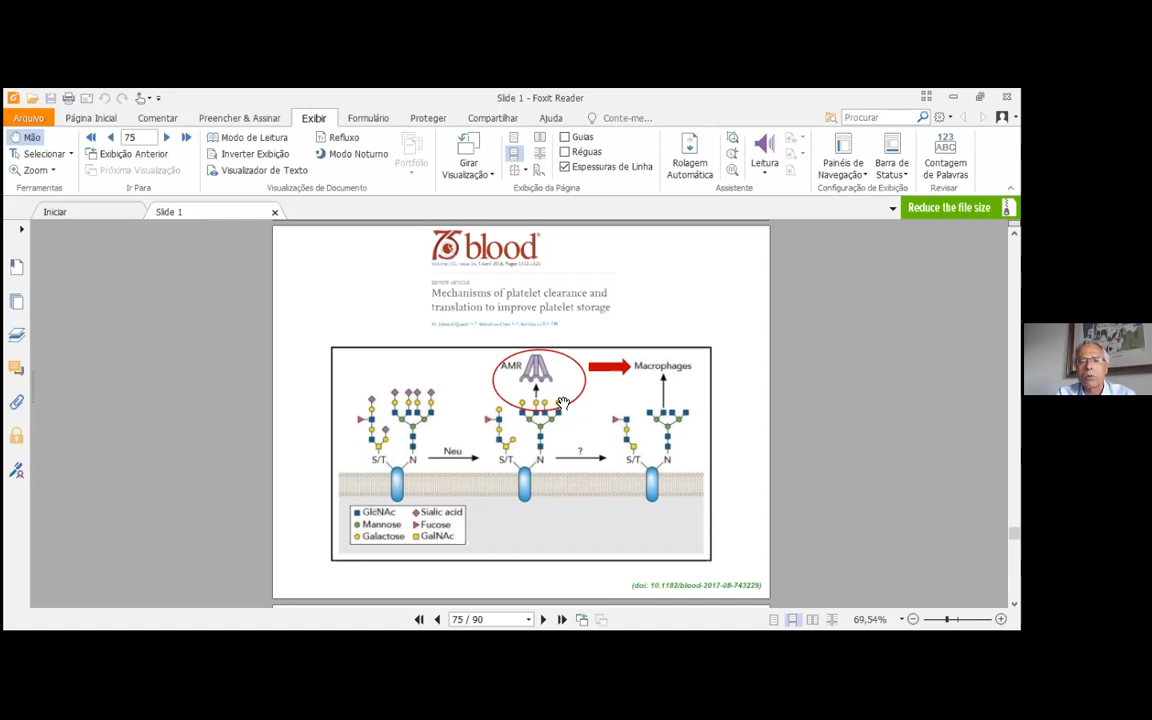 Slide 1 - Foxit Reader
Arquivo Página Inicial Comentar Preencher & Assinar Exibir Formulário Proteger Compartilhar Ajuda Conte-me... Procurar
Mão 75 Modo de Leitura Refluxo Guias
Selecionar Exibição Anterior Inverter Exibição Modo Noturno Réguas
Zoom Próxima Visualização Visualizador de Texto Espessuras de Linha
Portfólio
Girar Visualização
Rolagem Automática
Leitura
Painéis de Navegação
Barra de Status
123 ABC
Contagem de Palavras
Ferramentas Ir Para Visualizações de Documento Exibição da Página Assistente Configuração de Exibição Revisar
Iniciar Slide 1 Reduce the file size
75 blood
REVIEW ARTICLE
Mechanisms of platelet clearance and
translation to improve platelet storage
AMR Macrophages
S/T N Neu S/T N ? S/T N
GlcNAc Sialic acid
Mannose Fucose
Galactose GalNAc
(doi: 10.1182/blood-2017-08-743229)
75 / 90 69,54%